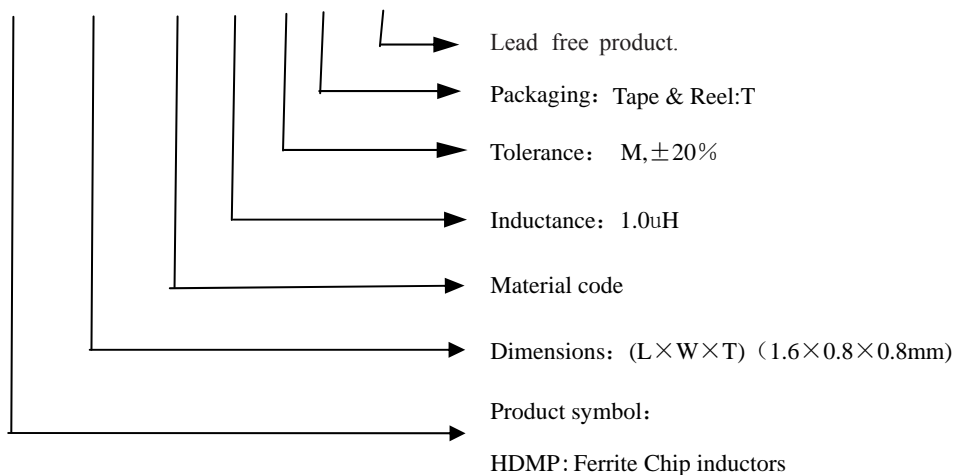 Lead free product.
Packaging：Tape & Reel:T
Tolerance： M,±20%
Inductance：1.0uH
Material code
Dimensions：(L×W×T)（1.6×0.8×0.8mm)
Product symbol：
HDMP: Ferrite Chip inductors